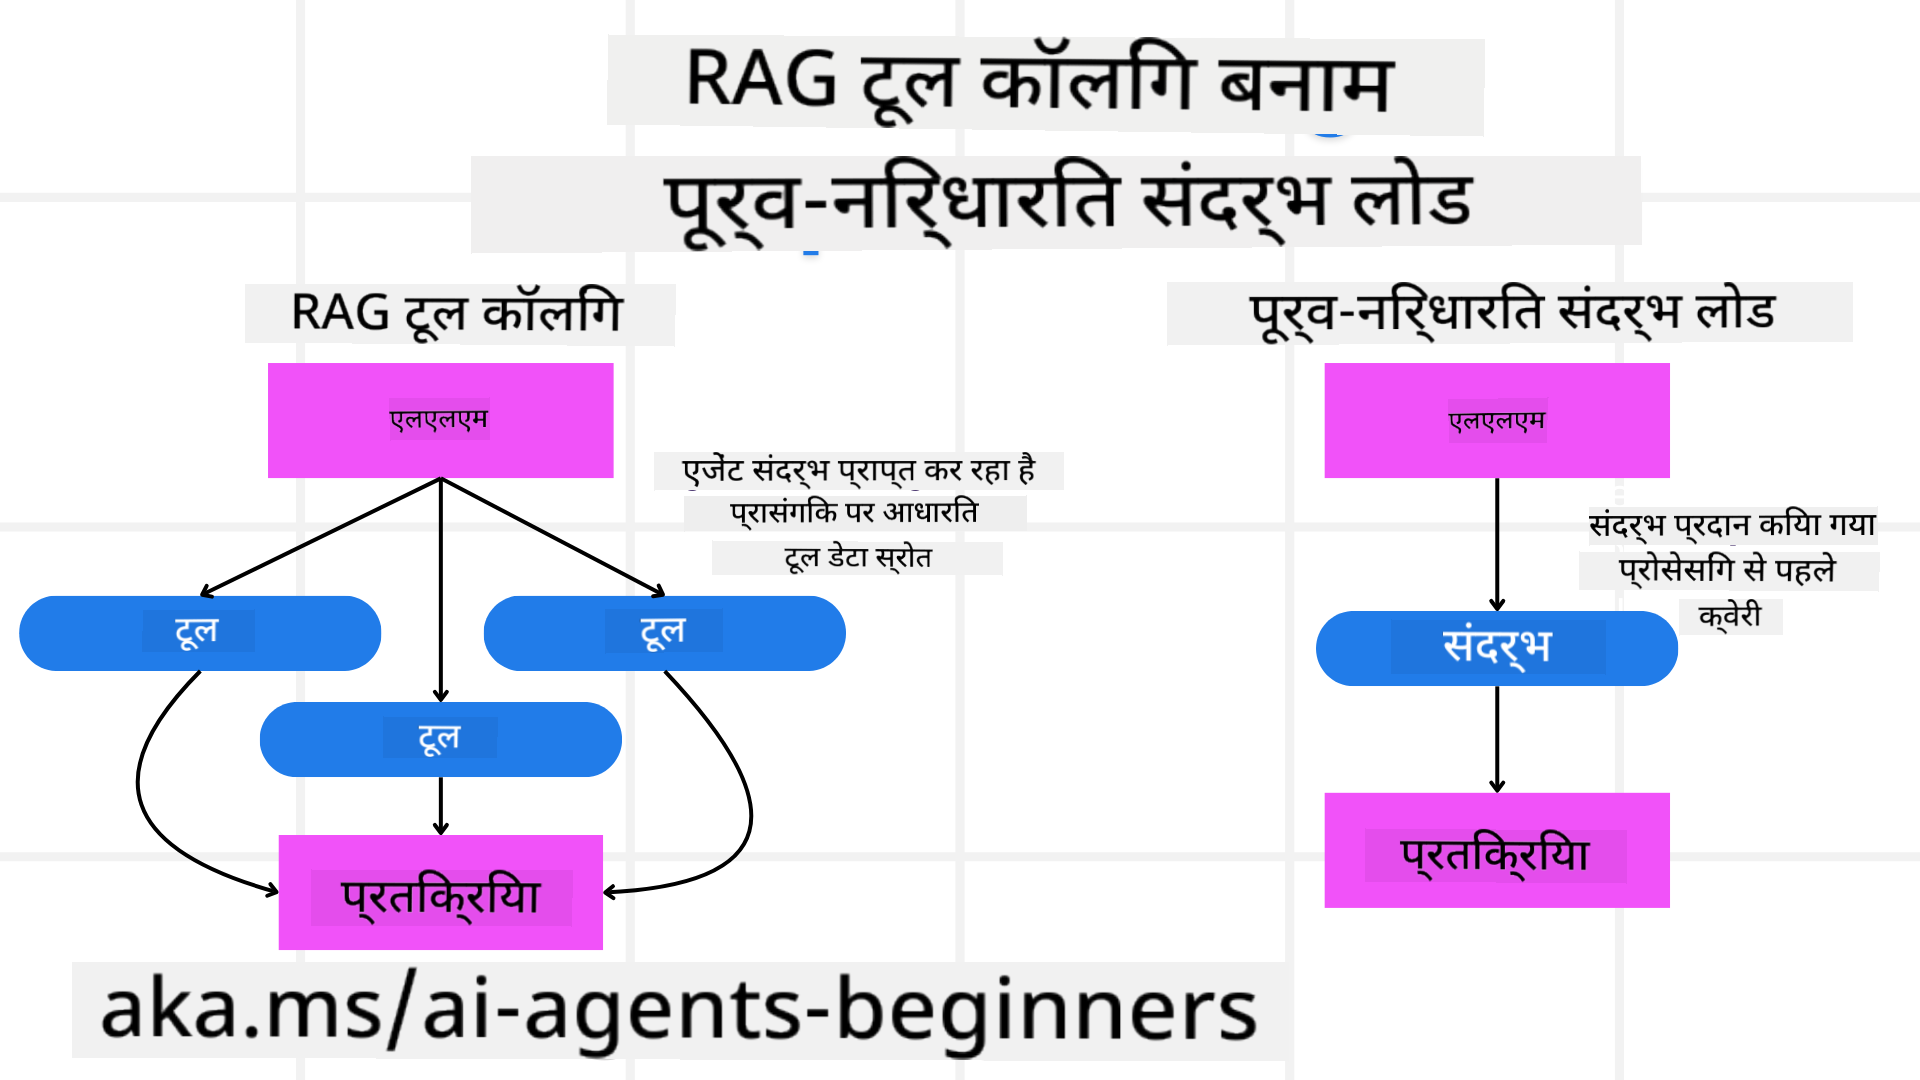 RAG टूल कॉलिंग बनाम
पूर्व-निर्धारित संदर्भ लोड
RAG टूल कॉलिंग
पूर्व-निर्धारित संदर्भ लोड
एलएलएम
एलएलएम
एजेंट संदर्भ प्राप्त कर रहा है
प्रासंगिक पर आधारित
टूल डेटा स्रोत
संदर्भ प्रदान किया गया
प्रोसेसिंग से पहले
क्वेरी
टूल
टूल
टूल
संदर्भ
प्रतिक्रिया
प्रतिक्रिया
aka.ms/ai-agents-beginners